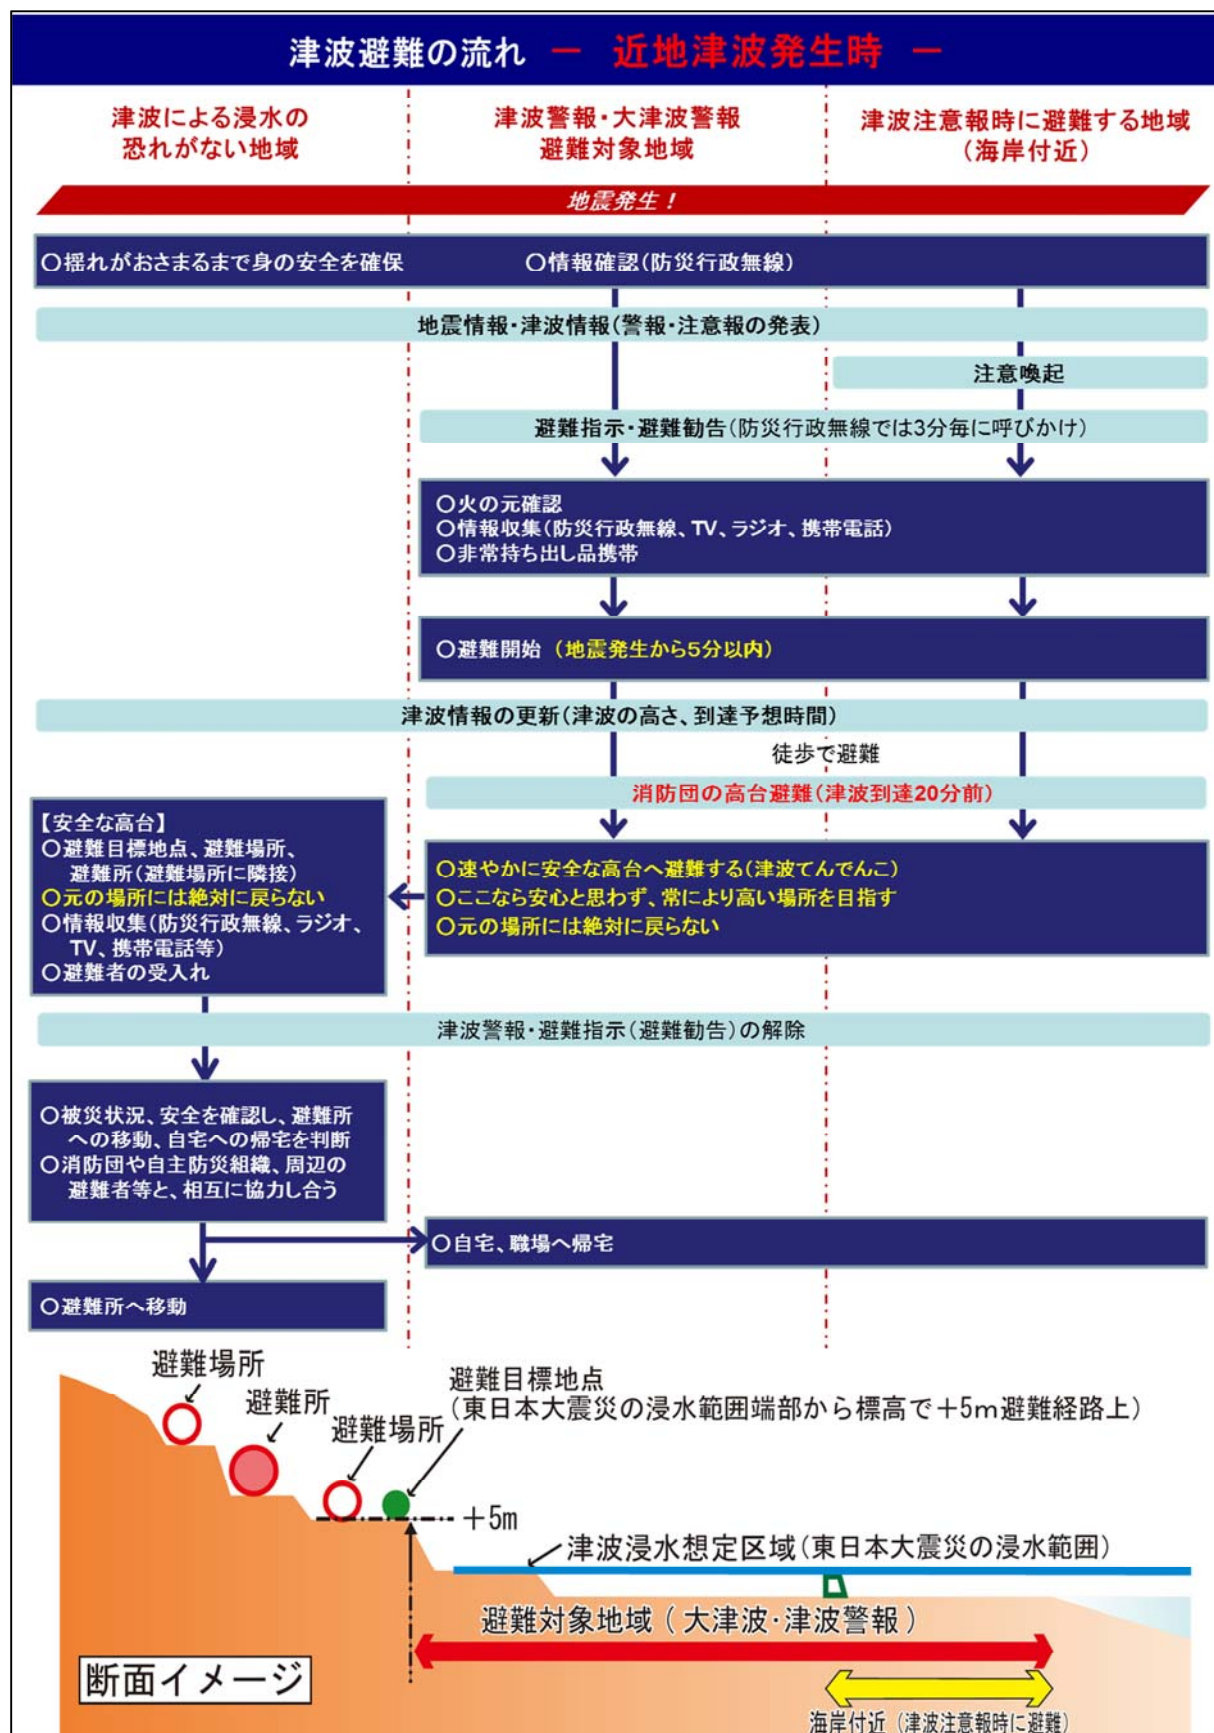 津波避難の流れ － 近地津波発生時 －
津波による浸水の
恐れがない地域
津波警報・大津波警報
避難対象地域
津波注意報時に避難する地域
(海岸付近)
地震発生！
○揺れがおさまるまで身の安全を確保
○情報確認(防災行政無線)
地震情報・津波情報(警報・注意報の発表)
注意喚起
避難指示・避難勧告(防災行政無線では3分毎に呼びかけ)
○火の元確認
○情報収集(防災行政無線、TV、ラジオ、携帯電話)
○非常持ち出し品携帯
○避難開始 (地震発生から5分以内)
津波情報の更新(津波の高さ、到達予想時間)
徒歩で避難
消防団の高台避難(津波到達20分前)
【安全な高台】
○避難目標地点、避難場所、
避難所(避難場所に隣接)
○元の場所には絶対に戻らない
○情報収集(防災行政無線、ラジオ、
TV、携帯電話等)
○避難者の受入れ
○速やかに安全な高台へ避難する(津波てんでんこ)
○ここなら安心と思わず、常により高い場所を目指す
○元の場所には絶対に戻らない
津波警報・避難指示(避難勧告)の解除
○被災状況、安全を確認し、避難所
への移動、自宅への帰宅を判断
○消防団や自主防災組織、周辺の
避難者等と、相互に協力し合う
○自宅、職場へ帰宅
○避難所へ移動
避難場所
避難所
避難場所
避難目標地点
(東日本大震災の浸水範囲端部から標高で＋5m避難経路上)
＋5m
津波浸水想定区域(東日本大震災の浸水範囲)
避難対象地域(大津波・津波警報)
断面イメージ
海岸付近(津波注意報時に避難)